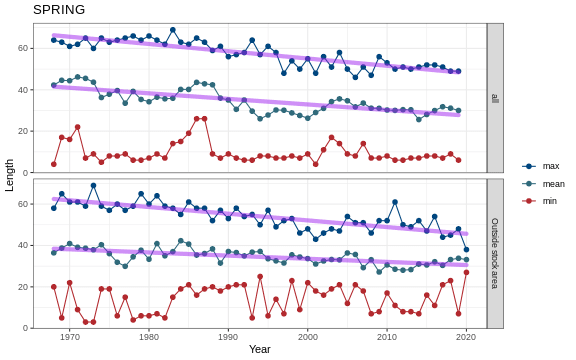 SPRING
60
40
20
0
all
60
40
20
0
Outside stock area
1970
1980
1990
2000
2010
2020
Year
Length
max
mean
min